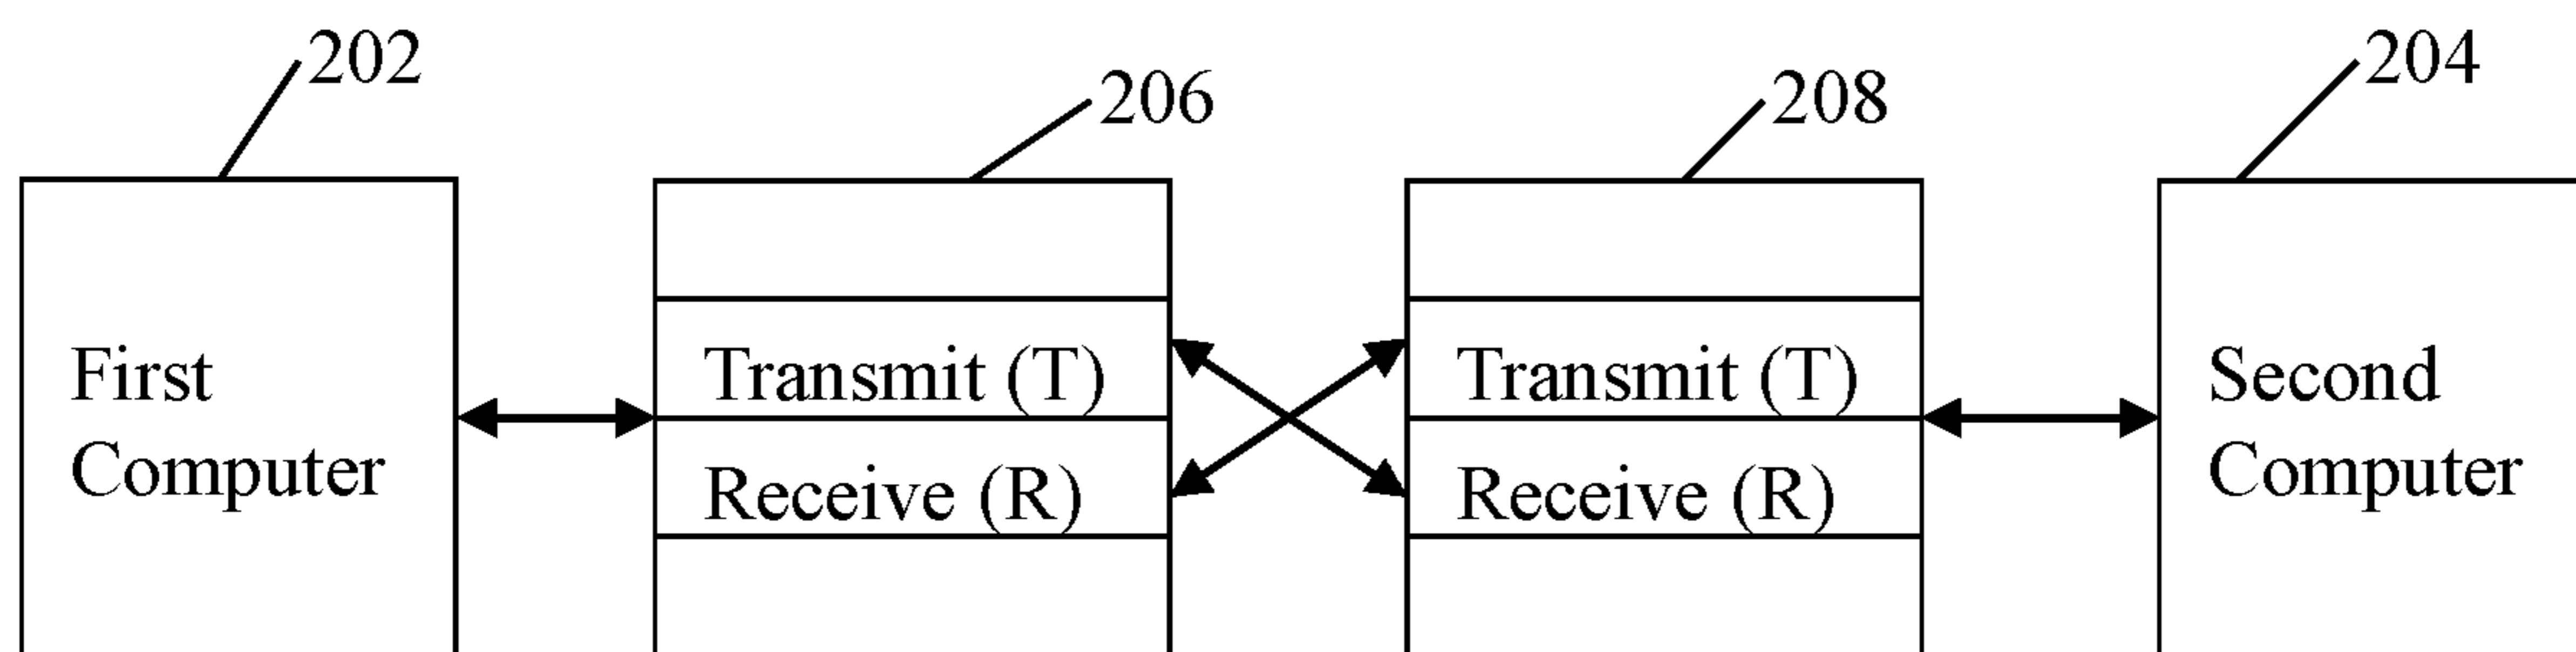 202
206
208
204
First
Computer
Transmit (T)
Receive (R)
Transmit (T)
Receive (R)
Second
Computer